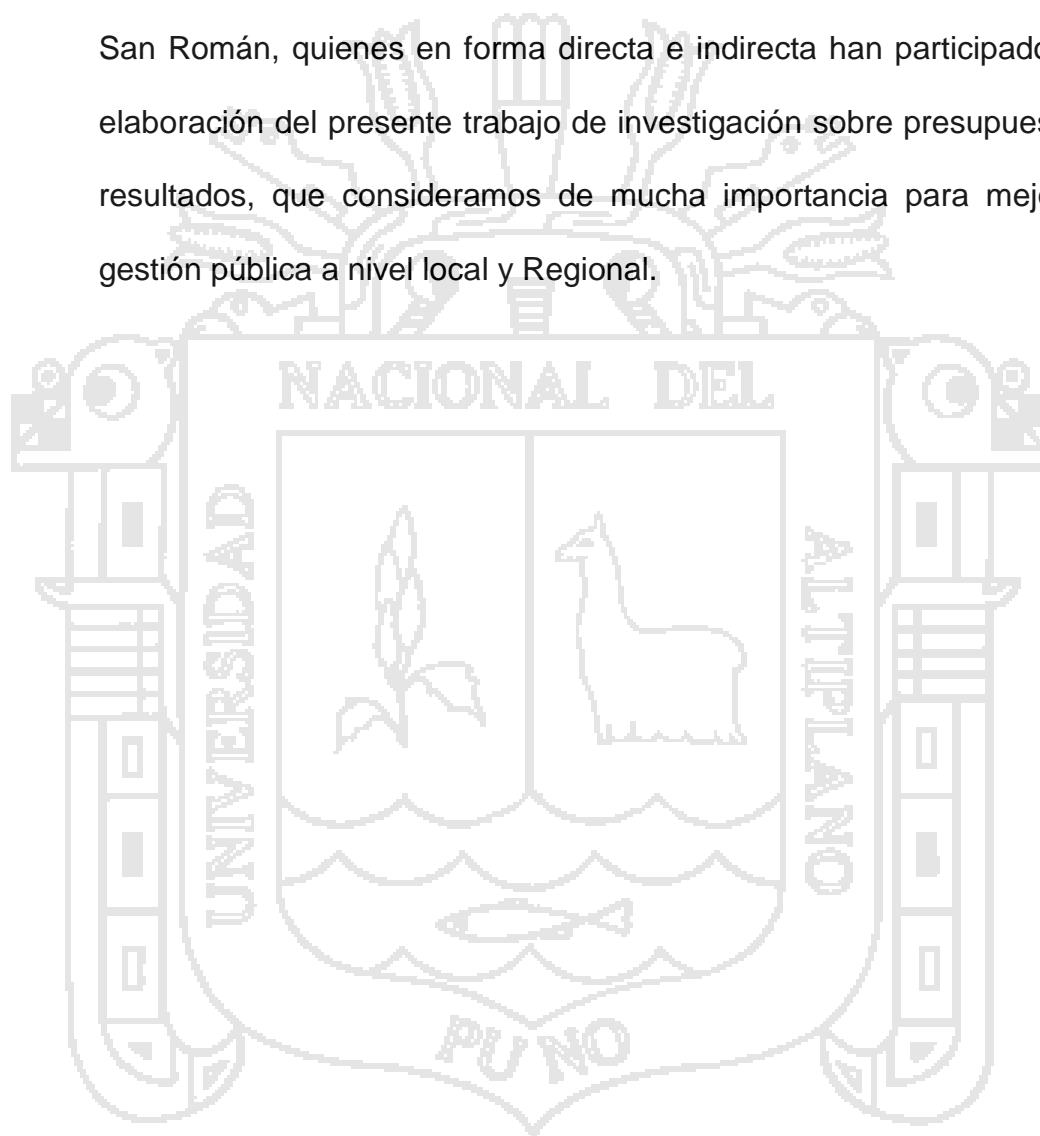 San Román, quienes en forma directa e indirecta han participado
elaboración del presente trabajo de investigación sobre presupues
resultados, que consideramos de mucha importancia para mejo
gestión pública a nivel local y Regional.
NACIONAL DEL
UNIVERSIDAD
ALTIPLANO
PUNO